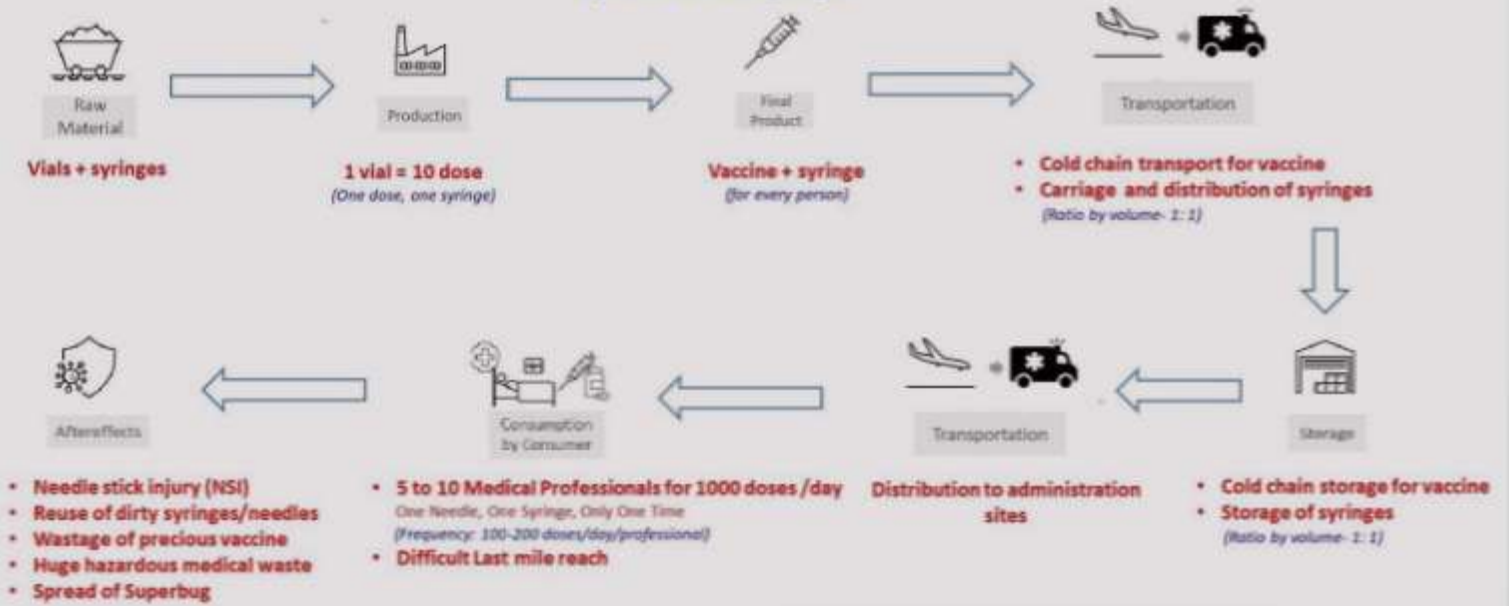 Raw
Material
Vials + syringes
Production
1 vial = 10 dose
(One dose, one syringe)
Final
Product
Vaccine + syringe
(for every person)
Transportation
• Cold chain transport for vaccine
• Carriage and distribution of syringes
(Ratio by volume- 1: 1)
Storage
• Cold chain storage for vaccine
• Storage of syringes
(Ratio by volume- 1: 1)
Transportation
Distribution to administration
sites
Consumption
by Consumer
• 5 to 10 Medical Professionals for 1000 doses /day
One Needle, One Syringe, Only One Time
(Frequency: 100-200 doses/day/professional)
• Difficult Last mile reach
Aftereffects
• Needle stick injury (NSI)
• Reuse of dirty syringes/needles
• Wastage of precious vaccine
• Huge hazardous medical waste
• Spread of Superbug